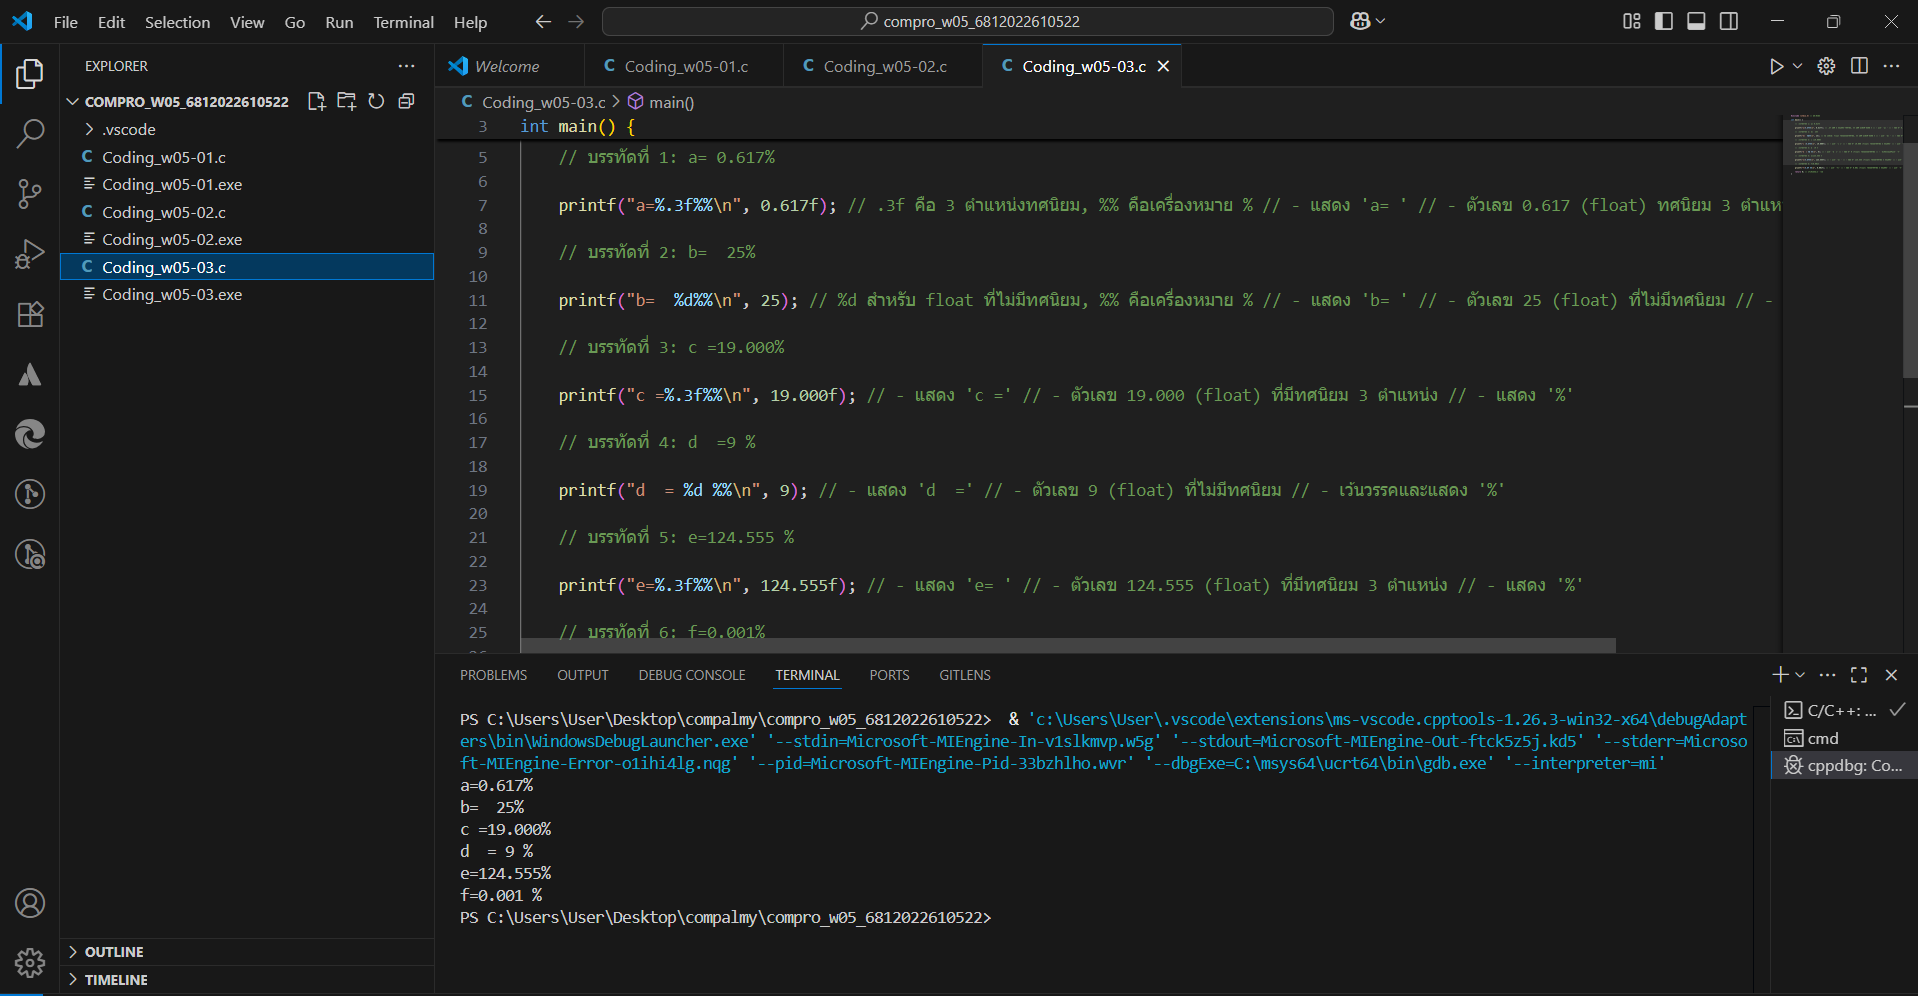 File Edit Selection View Go Run Terminal Help
compro_w05_6812022610522
EXPLORER
COMPRO_W05_6812022610522
.vscode
C Coding_w05-01.c
Coding_w05-01.exe
C Coding_w05-02.c
Coding_w05-02.exe
C Coding_w05-03.c
Coding_w05-03.exe
OUTLINE
TIMELINE
Welcome C Coding_w05-01.c C Coding_w05-02.c C Coding_w05-03.c
C Coding_w05-03.c > main()
3 int main() {
5 // บรรทัดที่ 1: a= 0.617%
6
7 printf("a=%.3f%%\n", 0.617f); // .3f คือ 3 ตำแหน่งทศนิยม, %% คือเครื่องหมาย % // - แสดง 'a= ' // - ตัวเลข 0.617 (float) ทศนิยม 3 ตำแห
8
9 // บรรทัดที่ 2: b=  25%
10
11 printf("b=  %d%%\n", 25); // %d สำหรับ float ที่ไม่มีทศนิยม, %% คือเครื่องหมาย % // - แสดง 'b= ' // - ตัวเลข 25 (float) ที่ไม่มีทศนิยม // -
12
13 // บรรทัดที่ 3: c =19.000%
14
15 printf("c =%.3f%%\n", 19.000f); // - แสดง 'c =' // - ตัวเลข 19.000 (float) ที่มีทศนิยม 3 ตำแหน่ง // - แสดง '%'
16
17 // บรรทัดที่ 4: d  =9 %
18
19 printf("d  = %d %%\n", 9); // - แสดง 'd  =' // - ตัวเลข 9 (float) ที่ไม่มีทศนิยม // - เว้นวรรคและแสดง '%'
20
21 // บรรทัดที่ 5: e=124.555 %
22
23 printf("e=%.3f%%\n", 124.555f); // - แสดง 'e= ' // - ตัวเลข 124.555 (float) ที่มีทศนิยม 3 ตำแหน่ง // - แสดง '%'
24
25 // บรรทัดที่ 6: f=0.001%
PROBLEMS OUTPUT DEBUG CONSOLE TERMINAL PORTS GITLENS
PS C:\Users\User\Desktop\compalmy\compro_w05_6812022610522>  & 'c:\Users\User\.vscode\extensions\ms-vscode.cpptools-1.26.3-win32-x64\debugAdapt
ers\bin\WindowsDebugLauncher.exe' '--stdin=Microsoft-MIEngine-In-v1slkmvp.w5g' '--stdout=Microsoft-MIEngine-Out-ftck5z5j.kd5' '--stderr=Microso
ft-MIEngine-Error-o1ihi4lg.nqg' '--pid=Microsoft-MIEngine-Pid-33bzhlho.wvr' '--dbgExe=C:\msys64\ucrt64\bin\gdb.exe' '--interpreter=mi'
a=0.617%
b=  25%
c =19.000%
d  = 9 %
e=124.555%
f=0.001 %
PS C:\Users\User\Desktop\compalmy\compro_w05_6812022610522>
C/C++: ...
cmd
cppdbg: Co...